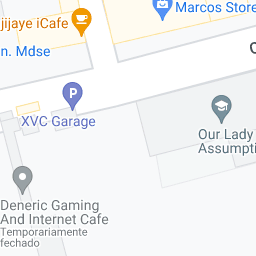 jijaye iCafe
Marcos Store
n. Mdse
P
XVC Garage
Our Lady
Assumpti
Deneric Gaming
And Internet Cafe
Temporariamente
fechado